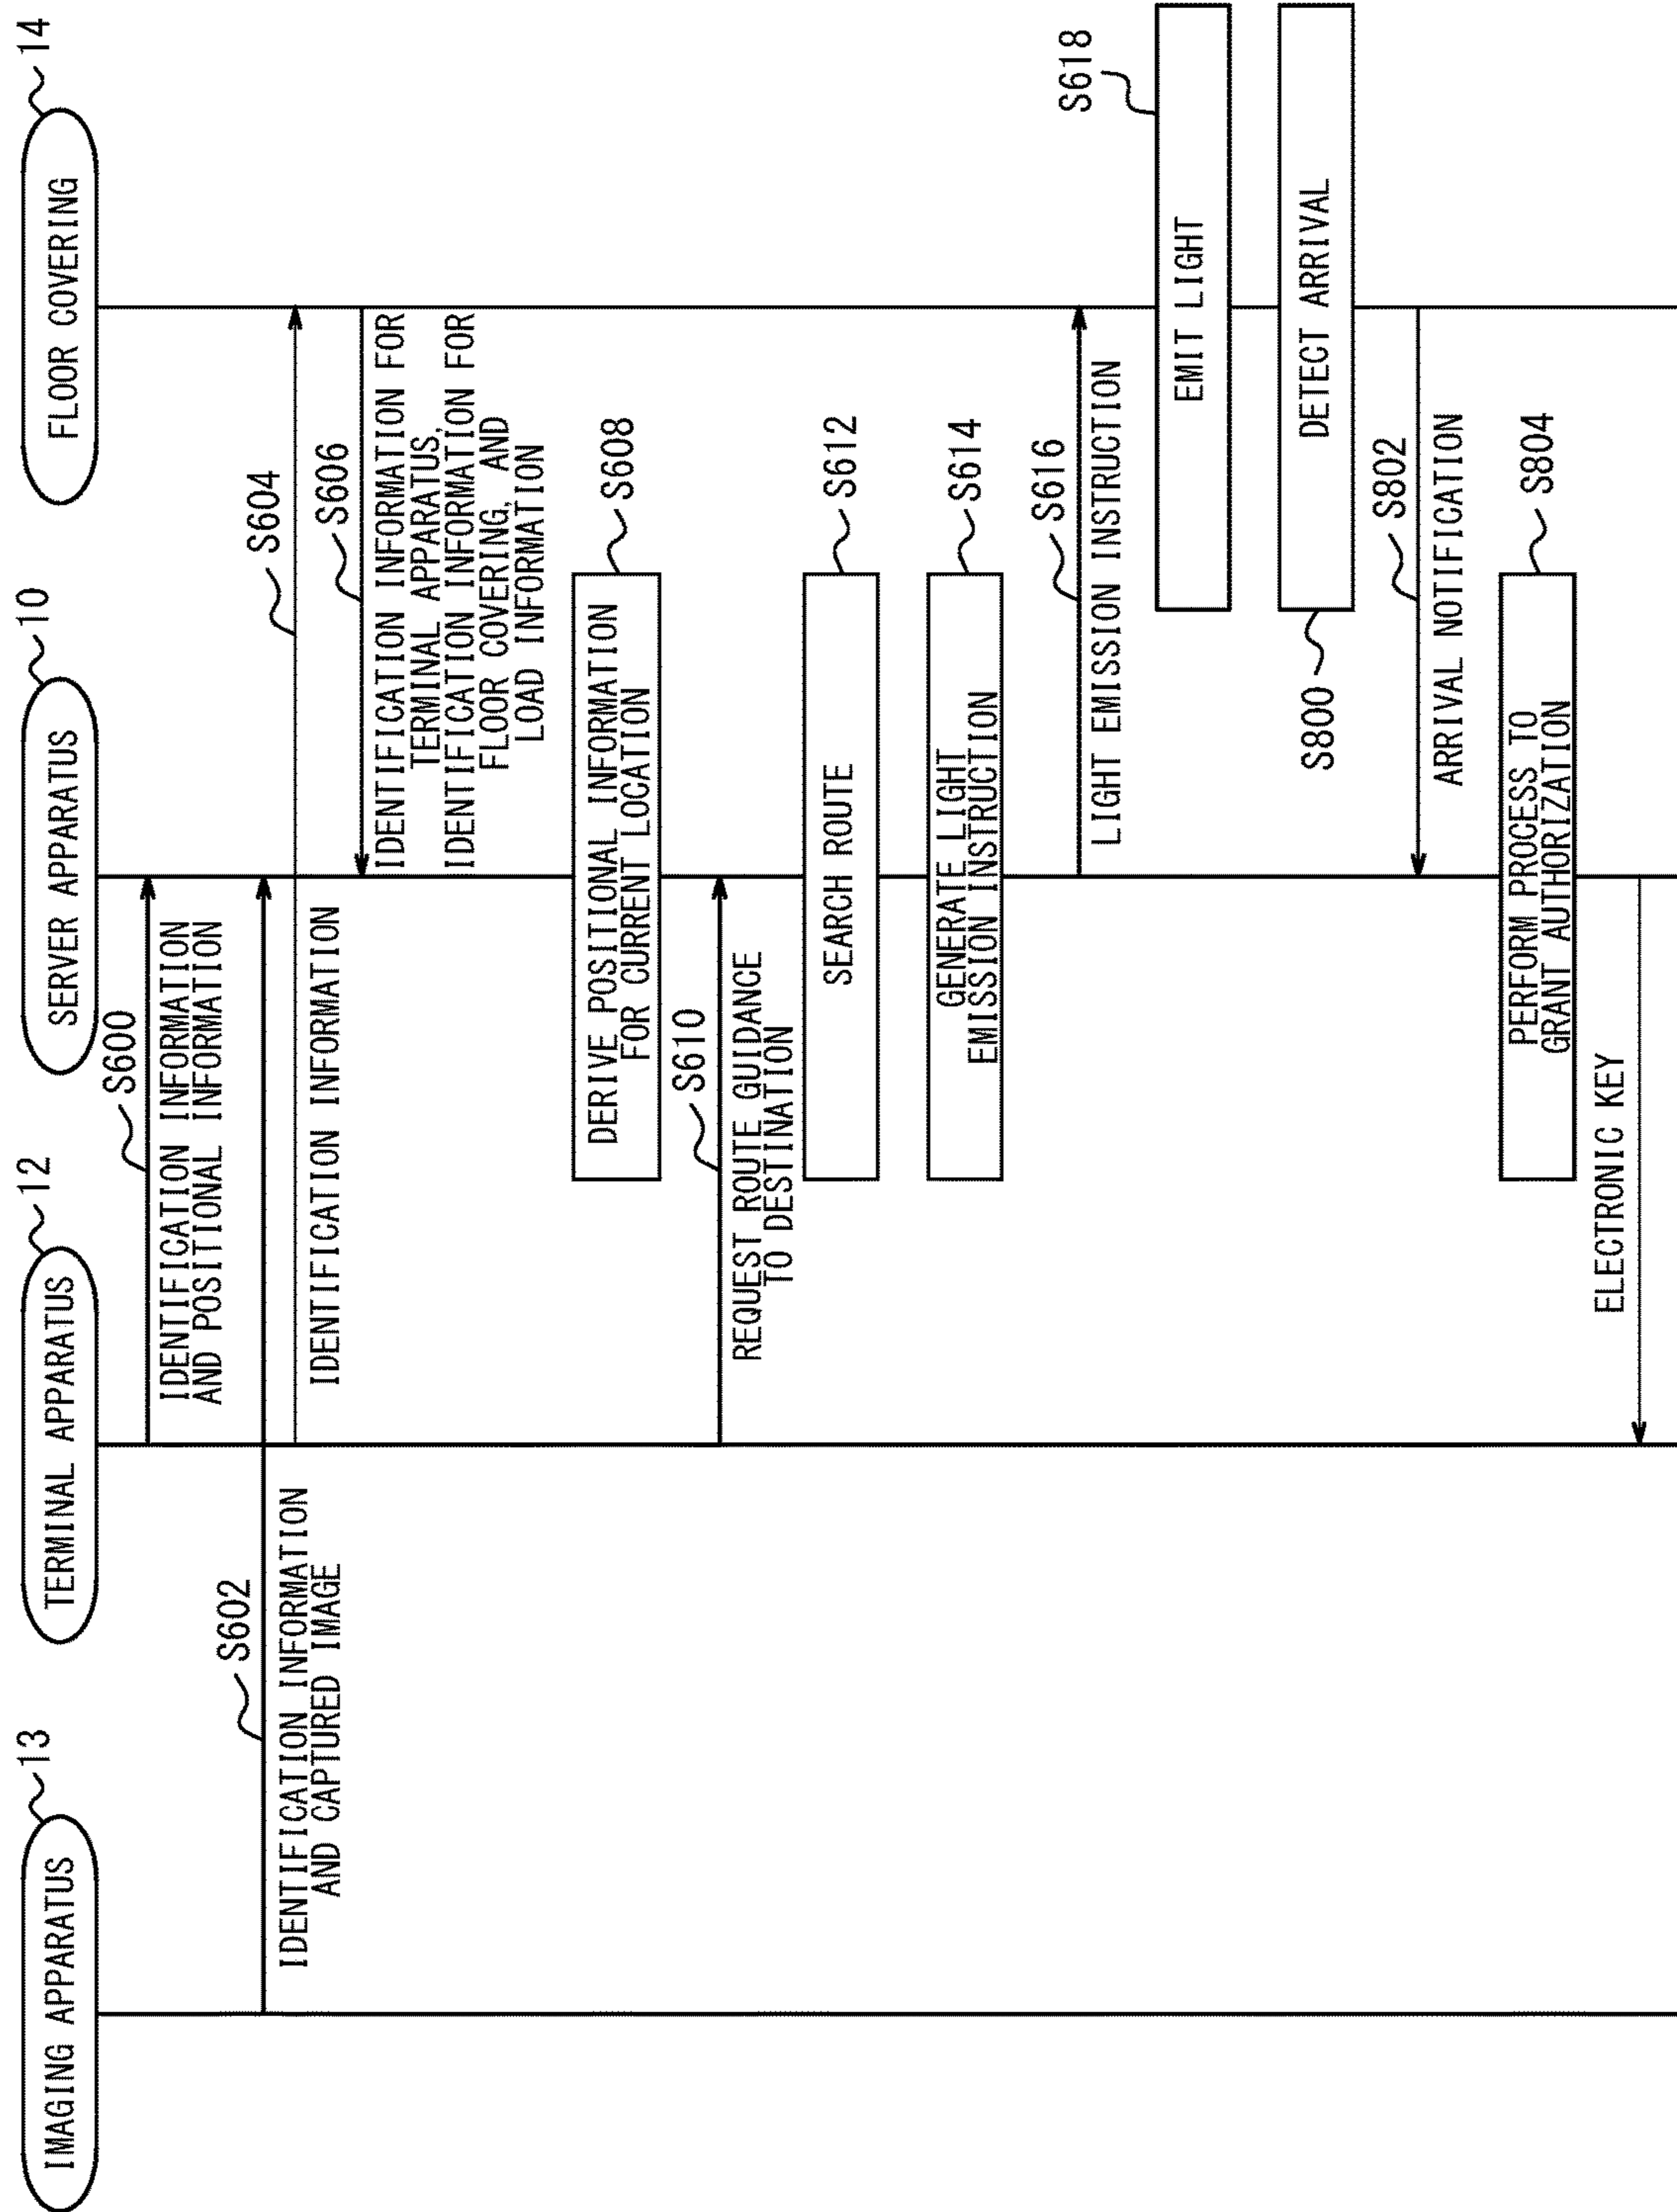 IMAGING APPARATUS
13
TERMINAL APPARATUS
12
SERVER APPARATUS
10
FLOOR COVERING
14
S600
IDENTIFICATION INFORMATION
AND POSITIONAL INFORMATION
S602
IDENTIFICATION INFORMATION
AND CAPTURED IMAGE
S604
IDENTIFICATION INFORMATION
S606
IDENTIFICATION INFORMATION FOR
TERMINAL APPARATUS,
IDENTIFICATION INFORMATION FOR
FLOOR COVERING, AND
LOAD INFORMATION
DERIVE POSITIONAL INFORMATION
FOR CURRENT LOCATION
S608
S610
REQUEST ROUTE GUIDANCE
TO DESTINATION
SEARCH ROUTE
S612
GENERATE LIGHT
EMISSION INSTRUCTION
S614
S616
LIGHT EMISSION INSTRUCTION
EMIT LIGHT
S618
DETECT ARRIVAL
S800
S802
ARRIVAL NOTIFICATION
PERFORM PROCESS TO
GRANT AUTHORIZATION
S804
ELECTRONIC KEY